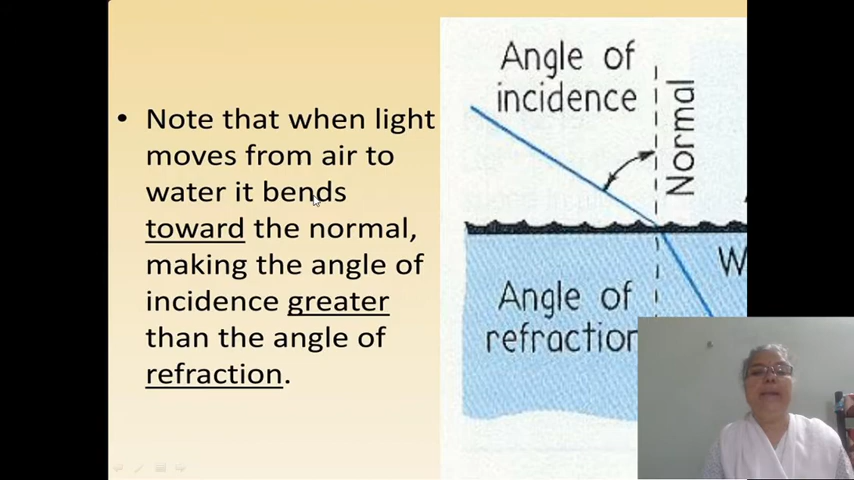 • Note that when light
moves from air to
water it bends
toward the normal,
making the angle of
incidence greater
than the angle of
refraction.
Angle of
incidence
Normal
Angle of
refraction